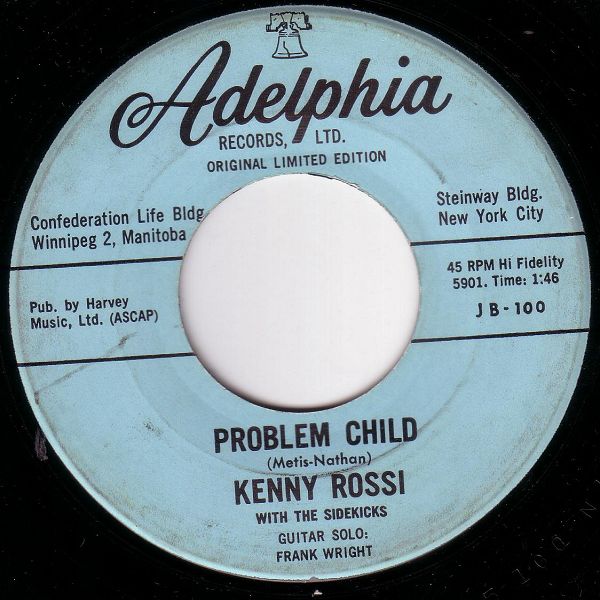 Adelphia
RECORDS, LTD.
ORIGINAL LIMITED EDITION
Confederation Life Bldg.
Winnipeg 2, Manitoba
Steinway Bldg.
New York City
Pub. by Harvey
Music, Ltd. (ASCAP)
45 RPM Hi Fidelity
5901. Time: 1:46
JB-100
PROBLEM CHILD
(Metis-Nathan)
KENNY ROSSI
WITH THE SIDEKICKS
GUITAR SOLO:
FRANK WRIGHT